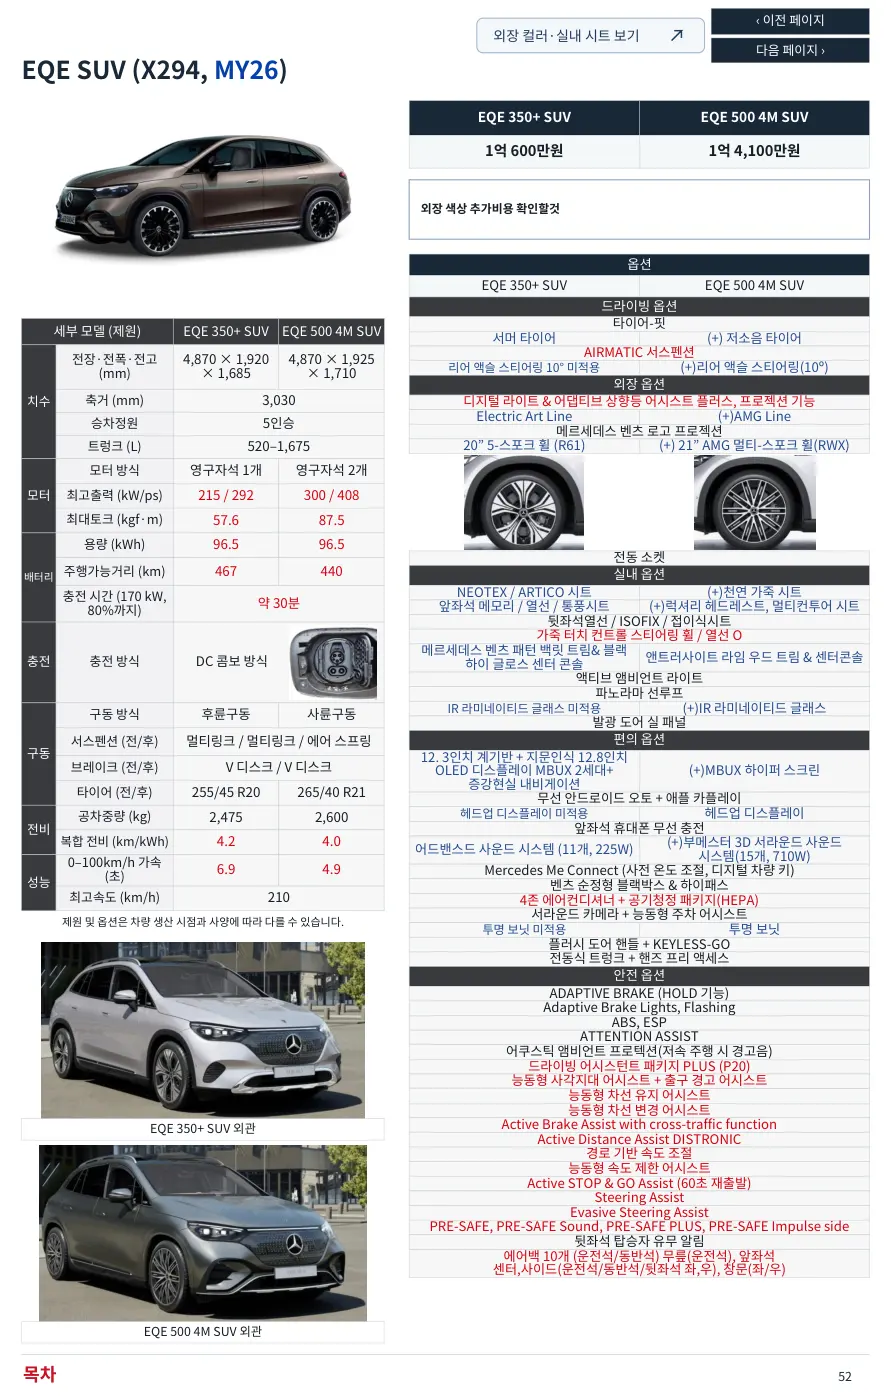 외장 컬러·실내 시트 보기
‹ 이전 페이지
다음 페이지 ›
EQE SUV (X294, MY26)
EQE 350+ SUV EQE 500 4M SUV
1억 600만원 1억 4,100만원
외장 색상 추가비용 확인할것
세부 모델 (제원) EQE 350+ SUV EQE 500 4M SUV
치수
전장·전폭·전고
(mm)
4,870 × 1,920
× 1,685
4,870 × 1,925
× 1,710
축거 (mm) 3,030
승차정원 5인승
트렁크 (L) 520–1,675
모터
모터 방식 영구자석 1개 영구자석 2개
최고출력 (kW/ps) 215 / 292 300 / 408
최대토크 (kgf·m) 57.6 87.5
배터리
용량 (kWh) 96.5 96.5
주행가능거리 (km) 467 440
충전 시간 (170 kW,
80%까지)
약 30분
충전
충전 방식 DC 콤보 방식
구동
구동 방식 후륜구동 사륜구동
서스펜션 (전/후) 멀티링크 / 멀티링크 / 에어 스프링
브레이크 (전/후) V 디스크 / V 디스크
타이어 (전/후) 255/45 R20 265/40 R21
전비
공차중량 (kg) 2,475 2,600
복합 전비 (km/kWh) 4.2 4.0
성능
0–100km/h 가속
(초)
6.9 4.9
최고속도 (km/h) 210
제원 및 옵션은 차량 생산 시점과 사양에 따라 다를 수 있습니다.
EQE 350+ SUV 외관
EQE 500 4M SUV 외관
옵션
EQE 350+ SUV EQE 500 4M SUV
드라이빙 옵션
타이어-핏
서머 타이어 (+) 저소음 타이어
AIRMATIC 서스펜션
리어 액슬 스티어링 10° 미적용 (+)리어 액슬 스티어링(10º)
외장 옵션
디지털 라이트 & 어댑티브 상향등 어시스트 플러스, 프로젝션 기능
Electric Art Line (+)AMG Line
메르세데스 벤츠 로고 프로젝션
20” 5-스포크 휠 (R61) (+) 21” AMG 멀티-스포크 휠(RWX)
전동 소켓
실내 옵션
NEOTEX / ARTICO 시트 (+)천연 가죽 시트
앞좌석 메모리 / 열선 / 통풍시트 (+)럭셔리 헤드레스트, 멀티컨투어 시트
뒷좌석열선 / ISOFIX / 접이식시트
가죽 터치 컨트롤 스티어링 휠 / 열선 O
메르세데스 벤츠 패턴 백릿 트림& 블랙
하이 글로스 센터 콘솔
앤트러사이트 라임 우드 트림 & 센터콘솔
액티브 앰비언트 라이트
파노라마 선루프
IR 라미네이티드 글래스 미적용 (+)IR 라미네이티드 글래스
발광 도어 실 패널
편의 옵션
12. 3인치 계기반 + 지문인식 12.8인치
OLED 디스플레이 MBUX 2세대+
증강현실 내비게이션
(+)MBUX 하이퍼 스크린
무선 안드로이드 오토 + 애플 카플레이
헤드업 디스플레이 미적용 헤드업 디스플레이
앞좌석 휴대폰 무선 충전
어드밴스드 사운드 시스템 (11개, 225W)
(+)부메스터 3D 서라운드 사운드
시스템(15개, 710W)
Mercedes Me Connect (사전 온도 조절, 디지털 차량 키)
벤츠 순정형 블랙박스 & 하이패스
4존 에어컨디셔너 + 공기청정 패키지(HEPA)
서라운드 카메라 + 능동형 주차 어시스트
투명 보닛 미적용 투명 보닛
플러시 도어 핸들 + KEYLESS-GO
전동식 트렁크 + 핸즈 프리 액세스
안전 옵션
ADAPTIVE BRAKE (HOLD 기능)
Adaptive Brake Lights, Flashing
ABS, ESP
ATTENTION ASSIST
어쿠스틱 앰비언트 프로텍션(저속 주행 시 경고음)
드라이빙 어시스턴트 패키지 PLUS (P20)
능동형 사각지대 어시스트 + 출구 경고 어시스트
능동형 차선 유지 어시스트
능동형 차선 변경 어시스트
Active Brake Assist with cross-traffic function
Active Distance Assist DISTRONIC
경로 기반 속도 조절
능동형 속도 제한 어시스트
Active STOP & GO Assist (60초 재출발)
Steering Assist
Evasive Steering Assist
PRE-SAFE, PRE-SAFE Sound, PRE-SAFE PLUS, PRE-SAFE Impulse side
뒷좌석 탑승자 유무 알림
에어백 10개 (운전석/동반석) 무릎(운전석), 앞좌석
센터,사이드(운전석/동반석/뒷좌석 좌,우), 창문(좌/우)
목차
52